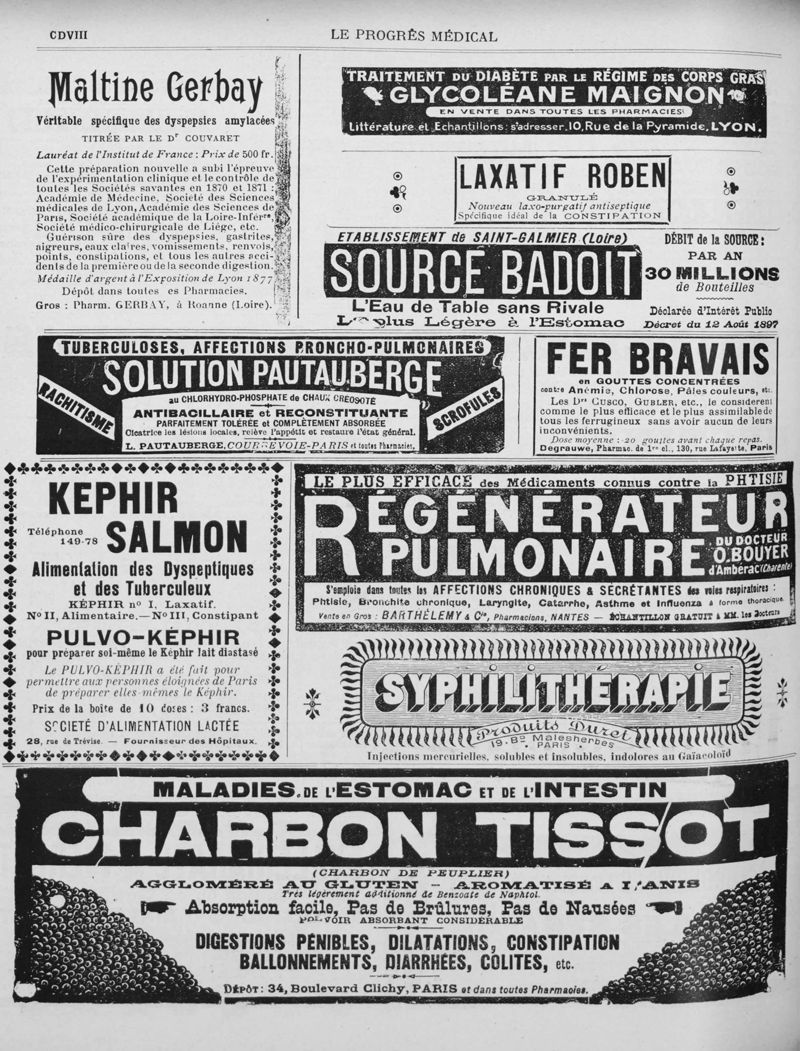 CDVIII
LE PROGRÈS MÉDICAL
Maltine Gerbay
Véritable spécifique des dyspepsies amylacées
TITRÉE PAR LE Dr COUVARET
Lauréat de l'Institut de France : Prix de 500 fr.
Cette préparation nouvelle a subi l'épreuve
de l'expérimentation clinique et le contrôle de
toutes les Sociétés savantes en 1870 et 1871 :
Académie de Médecine, Société des Sciences
médicales de Lyon, Académie des Sciences de
Paris, Société académique de la Loire-Inférre,
Société médico-chirurgicale de Liége, etc.
Guérison sûre des dyspepsies, gastrites,
aigreurs, eaux claires, vomissements, renvois,
points, constipations, et tous les autres acci-
dents de la première ou de la seconde digestion.
Médaille d'argent à l'Exposition de Lyon 1877
Dépôt dans toutes es Pharmacies.
Gros : Pharm. GERBAY, à Roanne (Loire).
TRAITEMENT DU DIABÈTE PAR LE RÉGIME DES CORPS GRAS
GLYCOLÉANE MAIGNON
EN VENTE DANS TOUTES LES PHARMACIES
Littérature et Echantillons: s'adresser, 10, Rue de la Pyramide, LYON.
LAXATIF ROBEN
GRANULÉ
Nouveau laxo-purgatif antiseptique
Spécifique idéal de la CONSTIPATION
ETABLISSEMENT de SAINT-GALMIER (Loire)
SOURCE BADOIT
L'Eau de Table sans Rivale
La plus Légère à l'Estomac
DÉBIT de la SOURCE :
PAR AN
30 MILLIONS
de Bouteilles
Déclarée d'Intérêt Public
Décret du 12 Août 1897
TUBERCULOSES, AFFECTIONS BRONCHO-PULMONAIRES
RACHITISME
SOLUTION PAUTAUBERGE
SCROFULES
au CHLORHYDRO-PHOSPHATE de CHAUX CRÉOSOTÉ
ANTIBACILLAIRE et RECONSTITUANTE
PARFAITEMENT TOLÉRÉE et COMPLÈTEMENT ABSORBÉE
Cicatrice les lésions locales, relève l'appétit et restaure l'état général.
L. PAUTAUBERGE, COURBEVOIE-PARIS et toutes Pharmacies.
FER BRAVAIS
en GOUTTES CONCENTRÉES
contre Anémie, Chlorose, Pâles couleurs, etc.
Les Drs CUSCO, GUBLER, etc., le considèrent
comme le plus efficace et le plus assimilable de
tous les ferrugineux sans avoir aucun de leurs
inconvénients.
Dose moyenne : 20 gouttes avant chaque repas.
Degrauwe, Pharmac. de 1re cl., 130, rue Lafayette, Paris
KEPHIR
Téléphone
149-78
SALMON
Alimentation des Dyspeptiques
et des Tuberculeux
KÉPHIR no I, Laxatif.
No II, Alimentaire.—No III, Constipant
PULVO-KÉPHIR
pour préparer soi-même le Képhir lait diastasé
Le PULVO-KÉPHIR a été fait pour
permettre aux personnes éloignées de Paris
de préparer elles-mêmes le Képhir.
Prix de la boîte de 10 doses : 3 francs.
SOCIÉTÉ D'ALIMENTATION LACTÉE
28, rue de Trévise. — Fournisseur des Hôpitaux.
LE PLUS EFFICACE des Médicaments connus contre la PHTISIE
RÉGÉNÉRATEUR
PULMONAIRE
DU DOCTEUR
O. BOUYER
d'Ambérac (Charente)
S'emploie dans toutes les AFFECTIONS CHRONIQUES & SÉCRÉTANTES des voies respiratoires :
Phtisie, Bronchite chronique, Laryngite, Catarrhe, Asthme et Influenza à forme thoracique.
Vente en Gros : BARTHÉLEMY & Cie, Pharmaciens, NANTES — ÉCHANTILLON GRATUIT à MM. les Docteurs
SYPHILITHÉRAPIE
Produits Duret
19. Bd Malesherbes
· PARIS ·
Injections mercurielles, solubles et insolubles, indolores au Gaïacoloïd
MALADIES DE L'ESTOMAC ET DE L'INTESTIN
CHARBON TISSOT
(CHARBON DE PEUPLIER)
AGGLOMÉRÉ AU GLUTEN – AROMATISÉ A L'ANIS
Très légèrement additionné de Benzoate de Naphtol.
Absorption facile, Pas de Brûlures, Pas de Nausées
POUVOIR ABSORBANT CONSIDÉRABLE
DIGESTIONS PÉNIBLES, DILATATIONS, CONSTIPATION
BALLONNEMENTS, DIARRHÉES, COLITES, etc.
DÉPÔT : 34, Boulevard Clichy, PARIS et dans toutes Pharmacies.